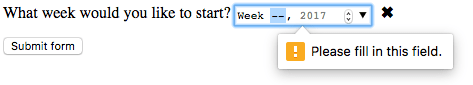 What week would you like to start? Week --, 2017
Submit form
Please fill in this field.